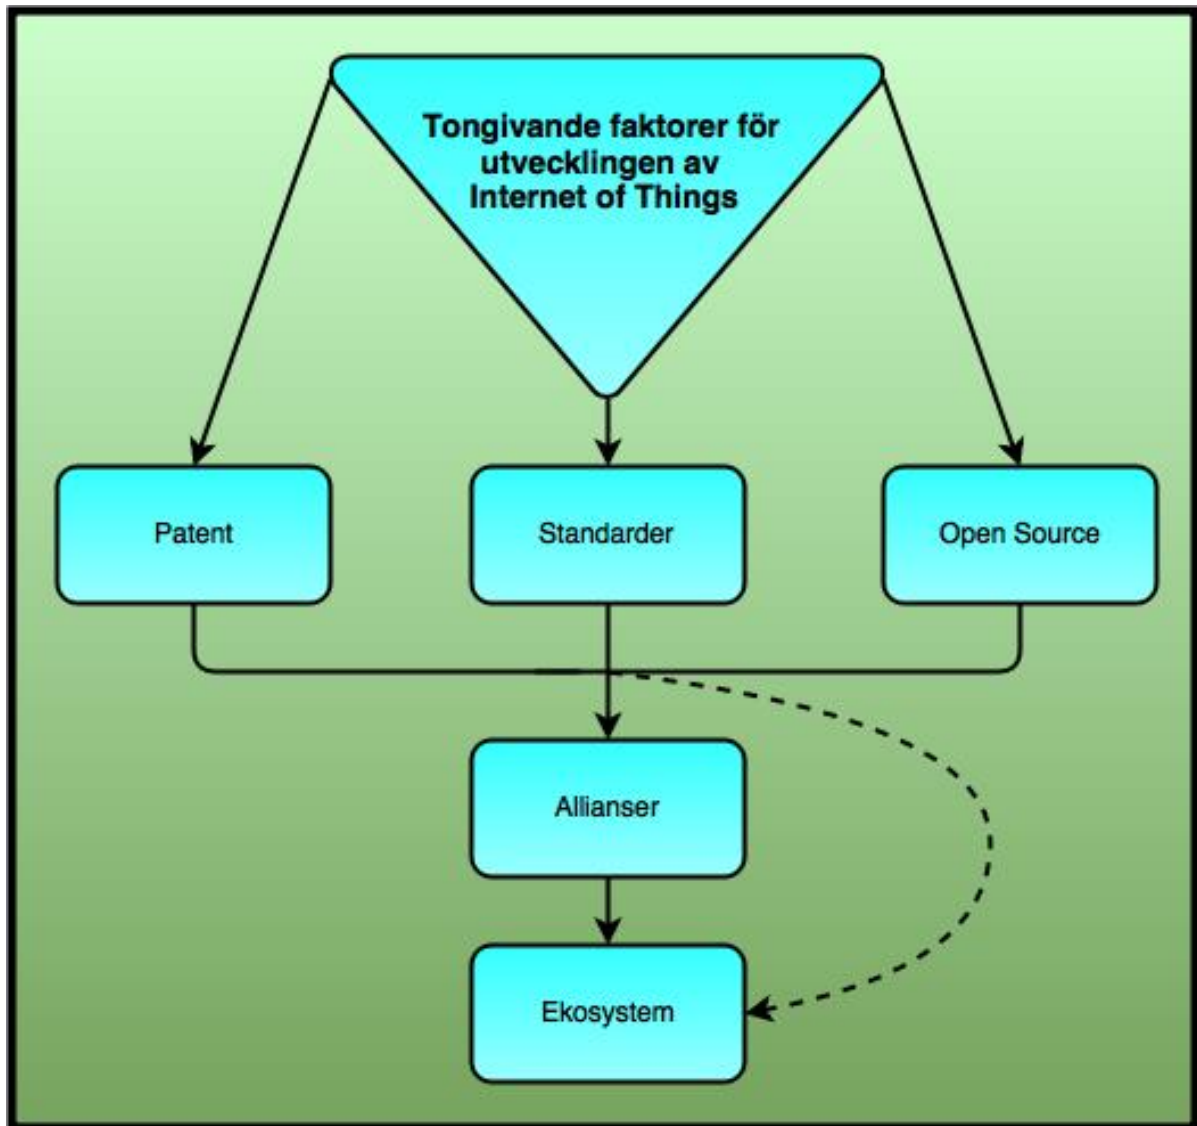 Tongivande faktorer för
utvecklingen av
Internet of Things
Patent
Standarder
Open Source
Allianser
Ekosystem